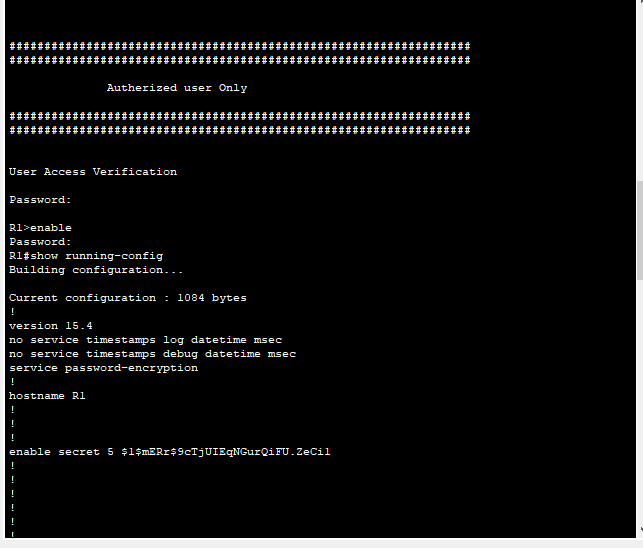 ##################################################################
##################################################################
Autherized user Only
##################################################################
##################################################################
User Access Verification
Password:
R1>enable
Password:
R1#show running-config
Building configuration...
Current configuration : 1084 bytes
!
version 15.4
no service timestamps log datetime msec
no service timestamps debug datetime msec
service password-encryption
!
hostname R1
!
!
!
enable secret 5 $1$mERr$9cTjUIEqNGurQiFU.ZeCi1
!
!
!
!
!
!